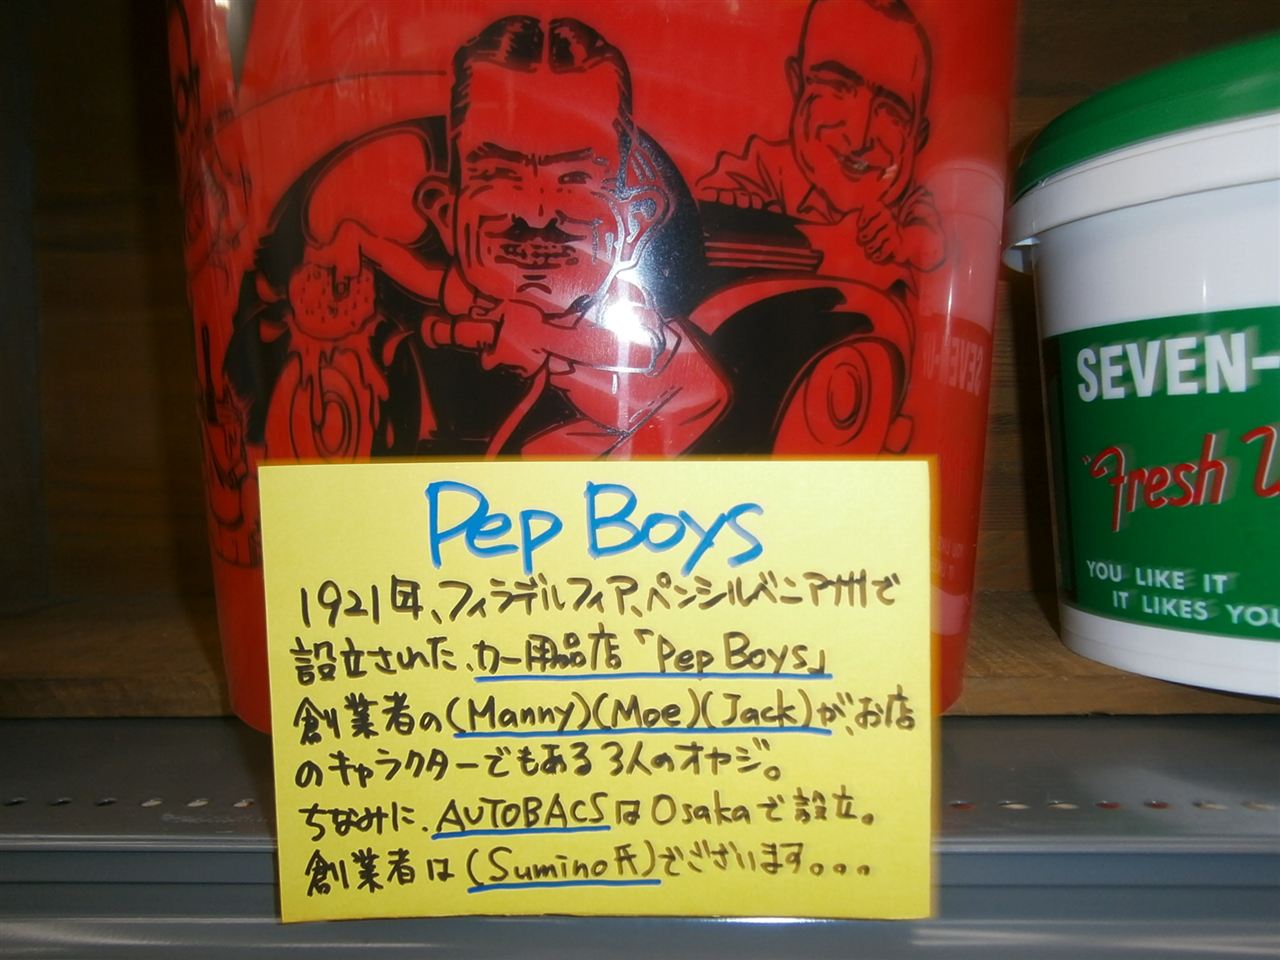 Pep Boys
1921年、フィラデルフィア、ペンシルベニア州で
設立された、カー用品店「Pep Boys」
創業者の(Manny)(Moe)(Jack)が、お店
のキャラクターでもある3人のオヤジ。
ちなみに、AUTOBACSはOsakaで設立。
創業者は(Sumino氏)でございます。。。
SEVEN-
"Fresh U
YOU LIKE IT
IT LIKES YOU
SEVEN-UP